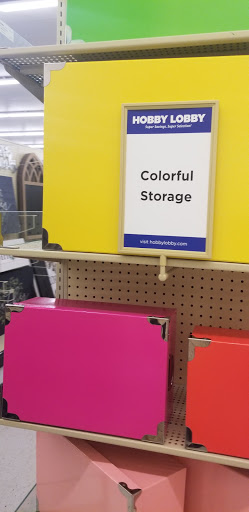 HOBBY LOBBY
Super Savings, Super Selection!
Colorful
Storage
visit hobbylobby.com